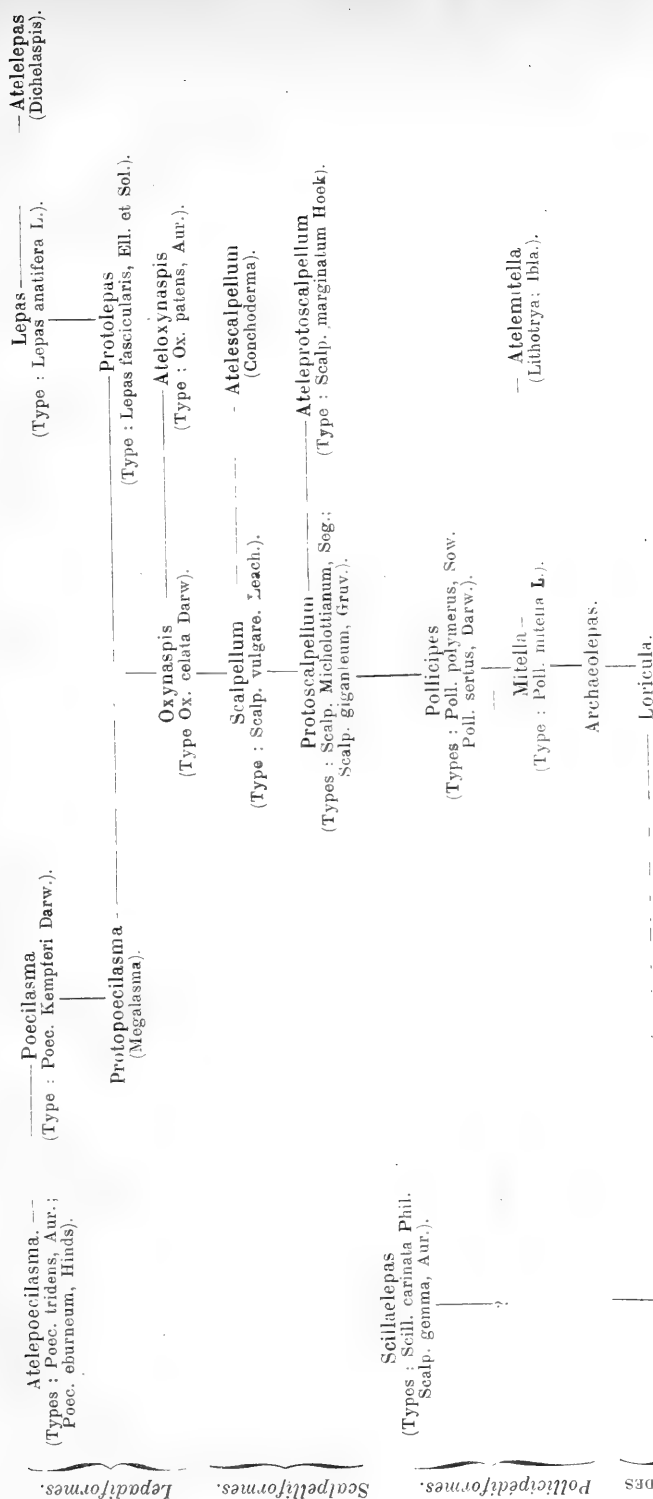 Lepadiformes.
Atelepoecilasma.
(Types : Poec. tridens, Aur.;
Poec. eburneum, Hinds).
Poecilasma
(Type : Poec. Kempferi Darw.).
Lepas
(Type : Lepas anatifera L.).
Atelelepas
(Dichelaspis).
Protopoecilasma
(Megalasma).
Protolepas
(Type : Lepas fascicularis, Ell. et Sol.).
Oxynaspis
(Type Ox. celata Darw).
Ateloxynaspis
(Type : Ox. patens, Aur.).
Scalpelliformes.
Scalpellum
(Type : Scalp. vulgare. Leach.).
Atelescalpellum
(Conchoderma).
Protoscalpellum
(Types : Scalp. Michelottianum, Seg.:
Scalp. giganteum, Gruv.).
Ateleprotoscalpellum
(Type : Scalp. marginatum Hoek).
Pollicipédiformes.
Scillaelepas
(Types : Scill. carinata Phil.
Scalp. gemma, Aur.).
?
Pollicipes
(Types : Poll. polymerus, Sow.
Poll. sertus, Darw.).
Mitella
(Type : Poll. mitella L.).
Atelemitella
(Lithotrya; Ibla.).
Archaeolepas.
Loricula.
DES